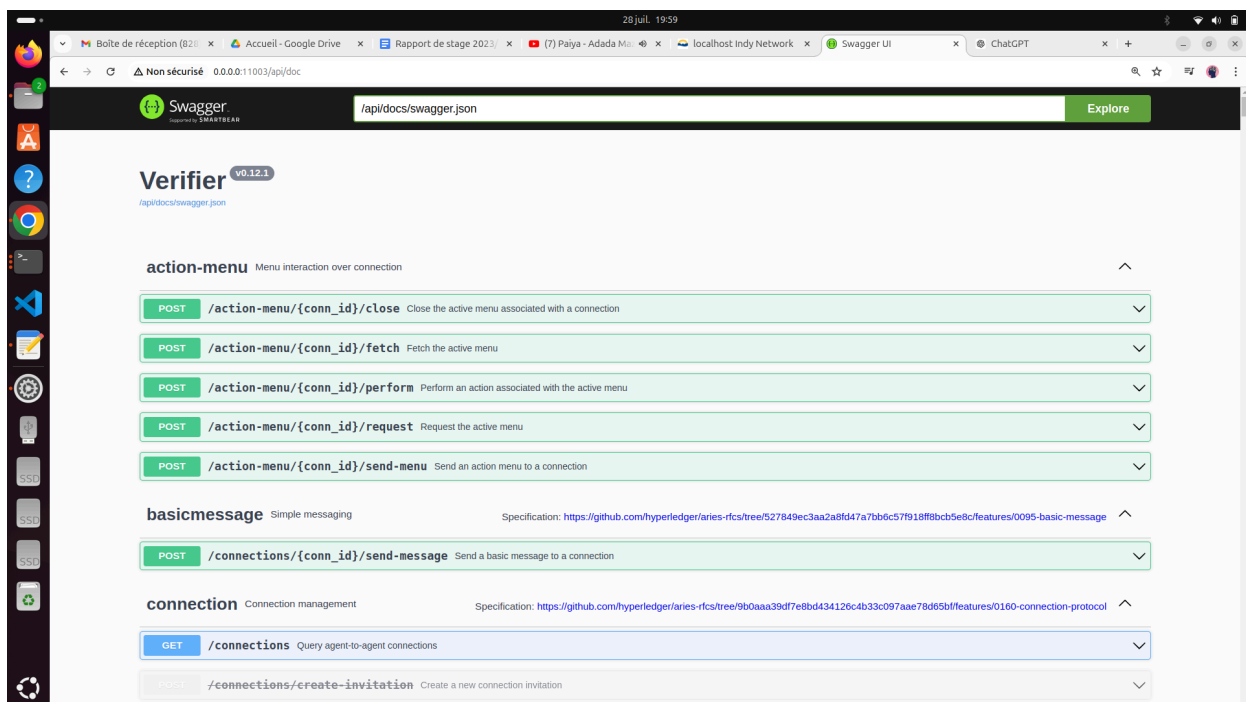 28 juil. 19:59
Boîte de réception (828
Accueil - Google Drive
Rapport de stage 2023/
(7) Paiya - Adada Ma
localhost Indy Network
Swagger UI
ChatGPT
Non sécurisé 0.0.0.0:11003/api/doc
Swagger.
Supported by SMARTBEAR
/api/docs/swagger.json
Explore
Verifier v0.12.1
/api/docs/swagger.json
action-menu Menu interaction over connection
POST /action-menu/{conn_id}/close Close the active menu associated with a connection
POST /action-menu/{conn_id}/fetch Fetch the active menu
POST /action-menu/{conn_id}/perform Perform an action associated with the active menu
POST /action-menu/{conn_id}/request Request the active menu
POST /action-menu/{conn_id}/send-menu Send an action menu to a connection
basicmessage Simple messaging Specification: https://github.com/hyperledger/aries-rfcs/tree/527849ec3aa2a8fd47a7bb6c57f918ff8bcb5e8c/features/0095-basic-message
POST /connections/{conn_id}/send-message Send a basic message to a connection
connection Connection management Specification: https://github.com/hyperledger/aries-rfcs/tree/9b0aaa39df7e8bd434126c4b33c097aae78d65bf/features/0160-connection-protocol
GET /connections Query agent-to-agent connections
POST /connections/create-invitation Create a new connection invitation
2
SSD
SSD
SSD